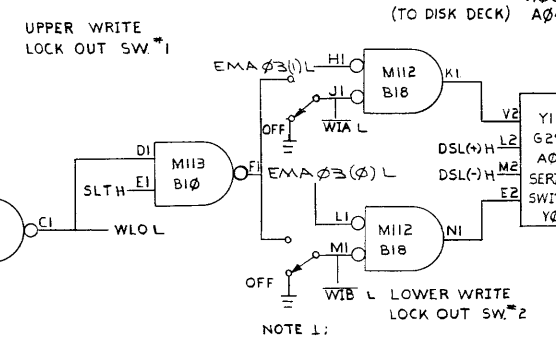 (TO DISK DECK)
UPPER WRITE
LOCK OUT SW.#1
EMA Ø3(1) L
H1
M112
B18
K1
J1
OFF
WIA L
V2
Y1
DSL(+) H
L2
DSL(-) H
M2
E2
D1
M113
B1Ø
F1
SLT H
E1
EMA Ø3(Ø) L
C1
WLO L
L1
M112
B18
N1
M1
OFF
WIB L
LOWER WRITE
LOCK OUT SW.#2
NOTE 1;